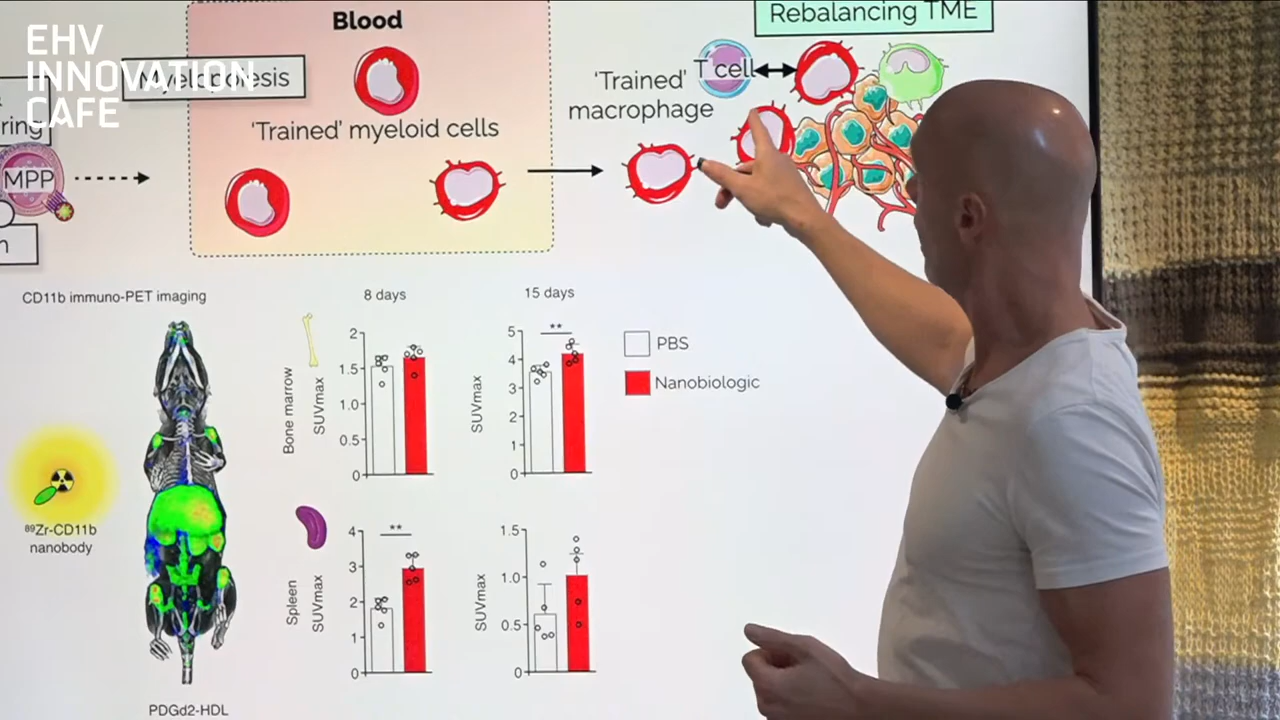 EHV
INNOVATION
CAFE
Myelopoiesis
ring
MPP
n
Blood
'Trained' myeloid cells
'Trained'
macrophage
T cell
Rebalancing TME
CD11b immuno-PET imaging
⁸⁹Zr-CD11b
nanobody
PDGd2-HDL
8 days
15 days
Bone marrow
SUVmax
2
1.5
1.0
0.5
0
SUVmax
**
5
4
3
2
1
0
PBS
Nanobiologic
Spleen
SUVmax
**
4
3
2
1
0
SUVmax
1.5
1.0
0.5
0